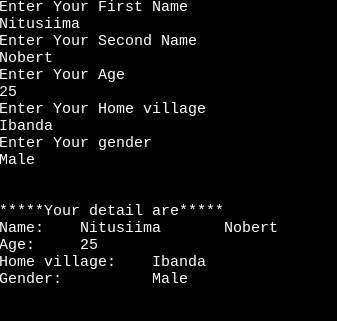 Enter Your First Name
Nitusiima
Enter Your Second Name
Nobert
Enter Your Age
25
Enter Your Home village
Ibanda
Enter Your gender
Male
*****Your detail are*****
Name:    Nitusiima       Nobert
Age:     25
Home village:    Ibanda
Gender:          Male